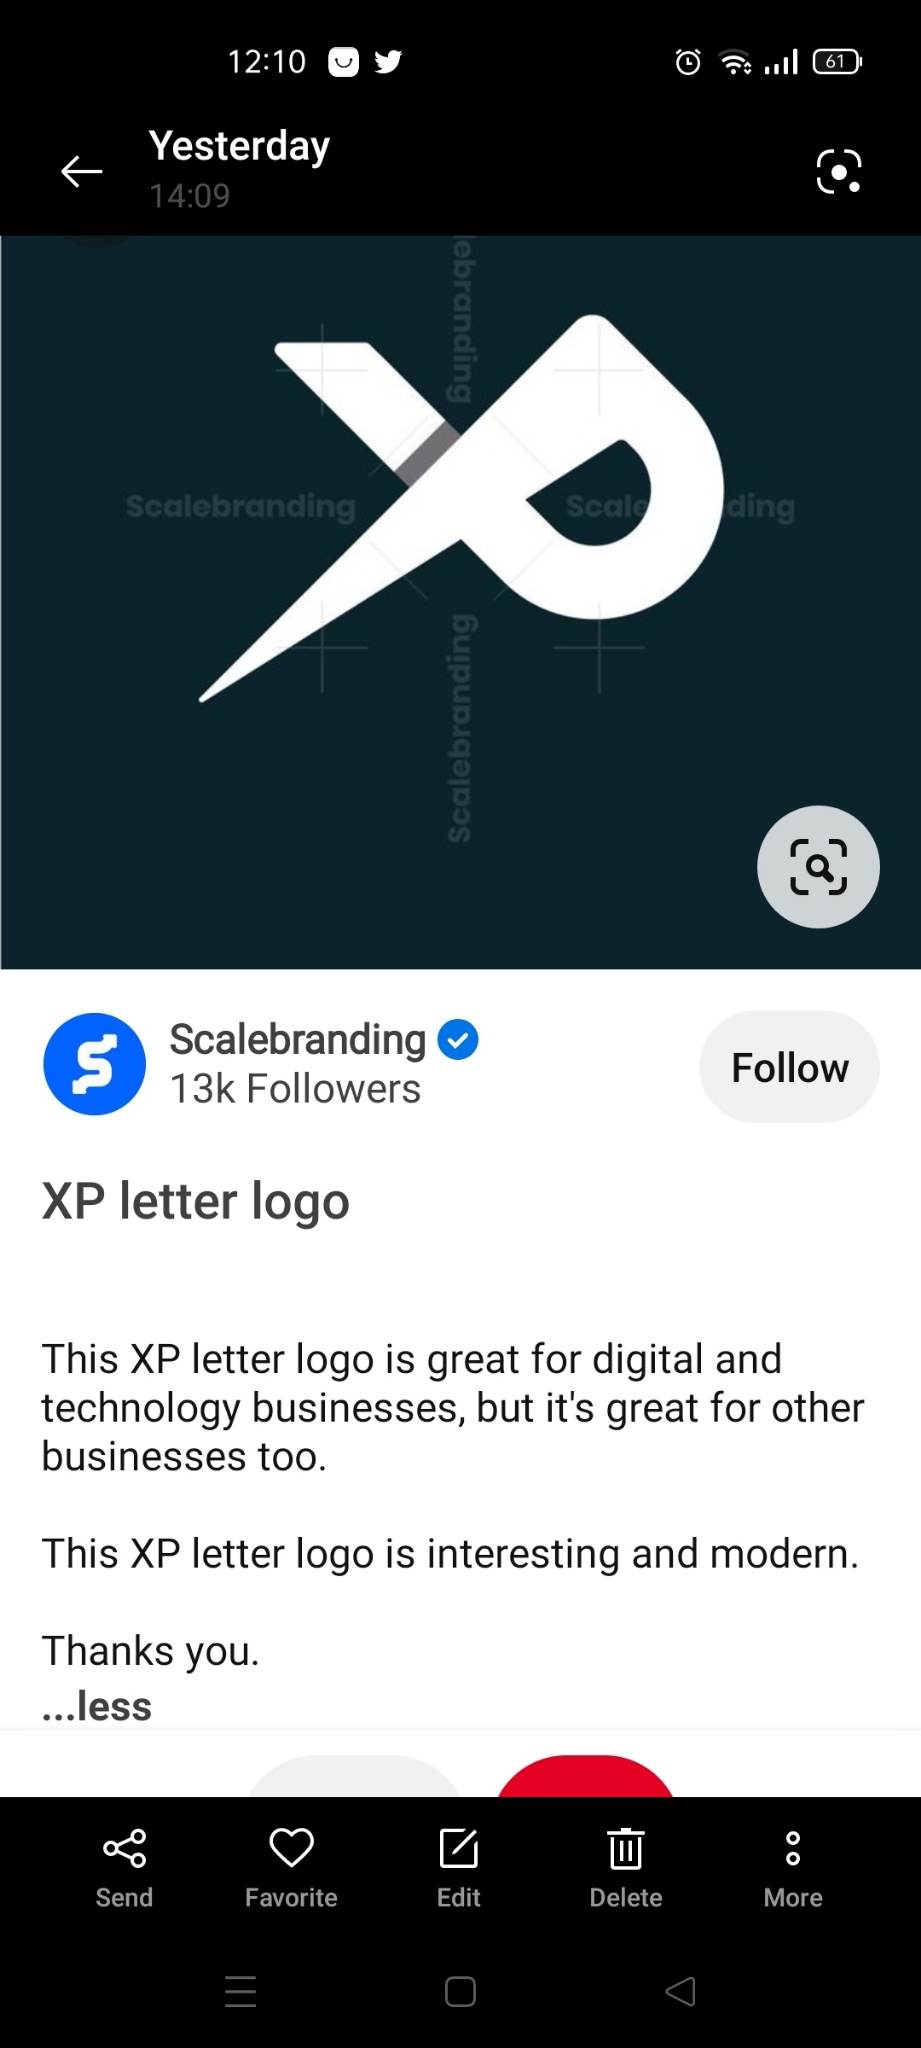 12:10
61
Yesterday
14:09
ebranding
Scalebranding
Scale ding
Scalebranding
Scalebranding
13k Followers
Follow
XP letter logo
This XP letter logo is great for digital and
technology businesses, but it's great for other
businesses too.
This XP letter logo is interesting and modern.
Thanks you.
...less
Send
Favorite
Edit
Delete
More